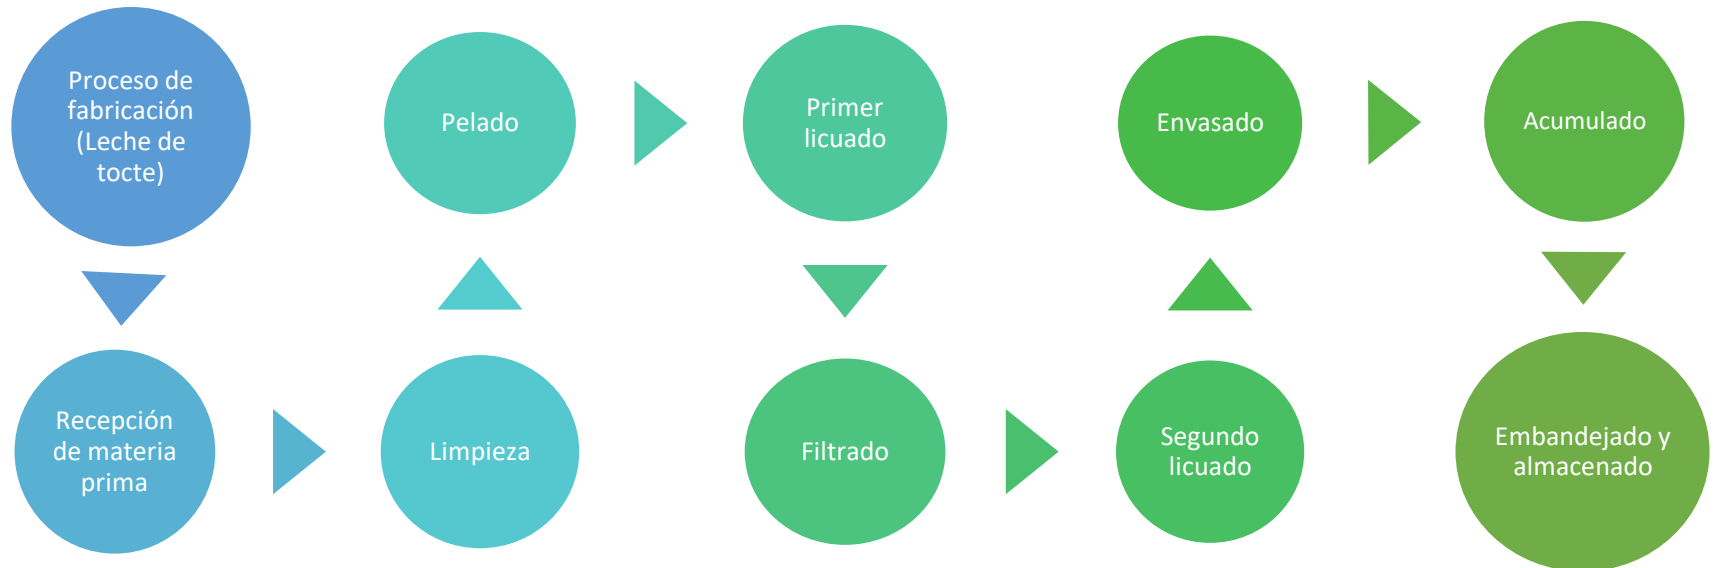 Proceso de
fabricación
(Leche de
tocte)
Recepción
de materia
prima
Limpieza
Pelado
Primer
licuado
Filtrado
Segundo
licuado
Envasado
Acumulado
Embandejado y
almacenado